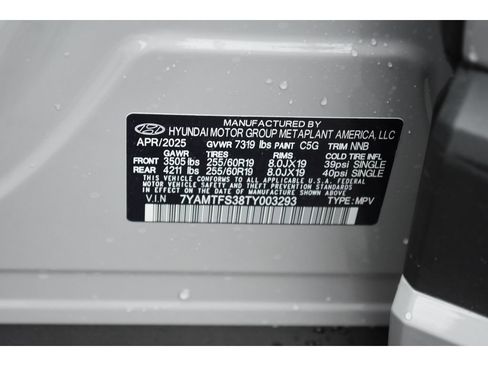 HYUNDAI MOTOR GROUP METAPLANT AMERICA, LLC
APR/2025 GVWR 7319 lbs PAINT C5G TRIM NNB
GAWR TIRES RIMS COLD TIRE INFL
FRONT 3505 lbs 255/60R19 8.0JX19 39psi SINGLE
REAR 4211 lbs 255/60R19 8.0JX19 40psi SINGLE
THIS VEHICLE CONFORMS TO ALL APPLICABLE FEDERAL MOTOR
VEHICLE SAFETY AND THEFT PREVENTION STANDARDS
IN EFFECT ON THE DATE OF MANUFACTURE SHOWN ABOVE.
V.I.N 7YAMTFS38TY003293 TYPE:MPV